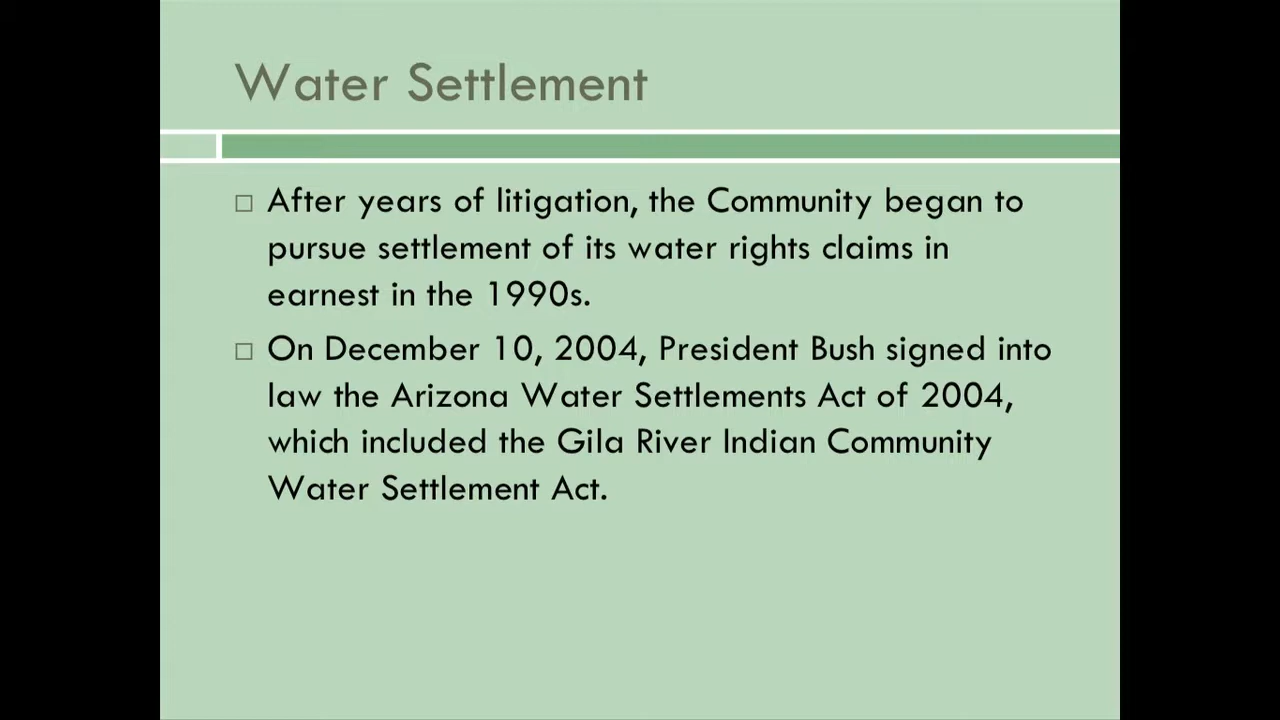 Water Settlement
After years of litigation, the Community began to
pursue settlement of its water rights claims in
earnest in the 1990s.
On December 10, 2004, President Bush signed into
law the Arizona Water Settlements Act of 2004,
which included the Gila River Indian Community
Water Settlement Act.